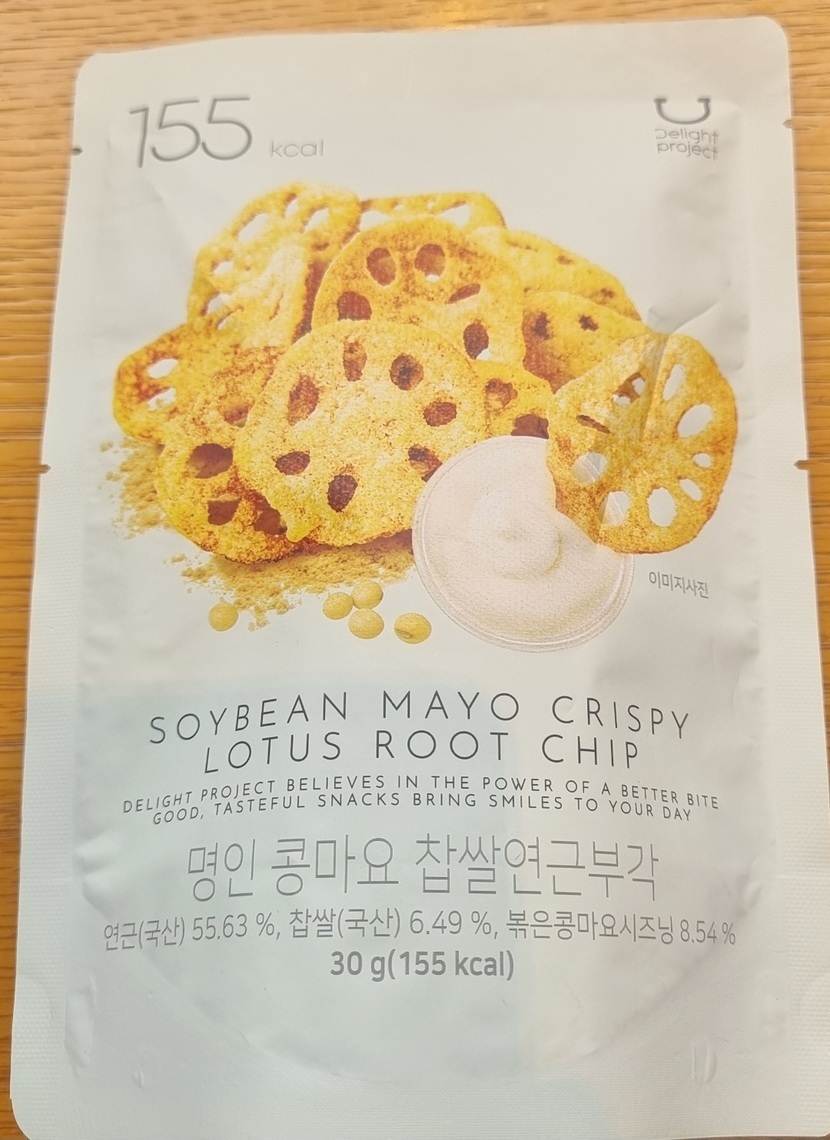 155 kcal
Delight
project
이미지사진
SOYBEAN MAYO CRISPY
LOTUS ROOT CHIP
DELIGHT PROJECT BELIEVES IN THE POWER OF A BETTER BITE
GOOD, TASTEFUL SNACKS BRING SMILES TO YOUR DAY
명인 콩마요 찹쌀연근부각
연근(국산) 55.63 %, 찹쌀(국산) 6.49 %, 볶은콩마요시즈닝 8.54 %
30 g(155 kcal)